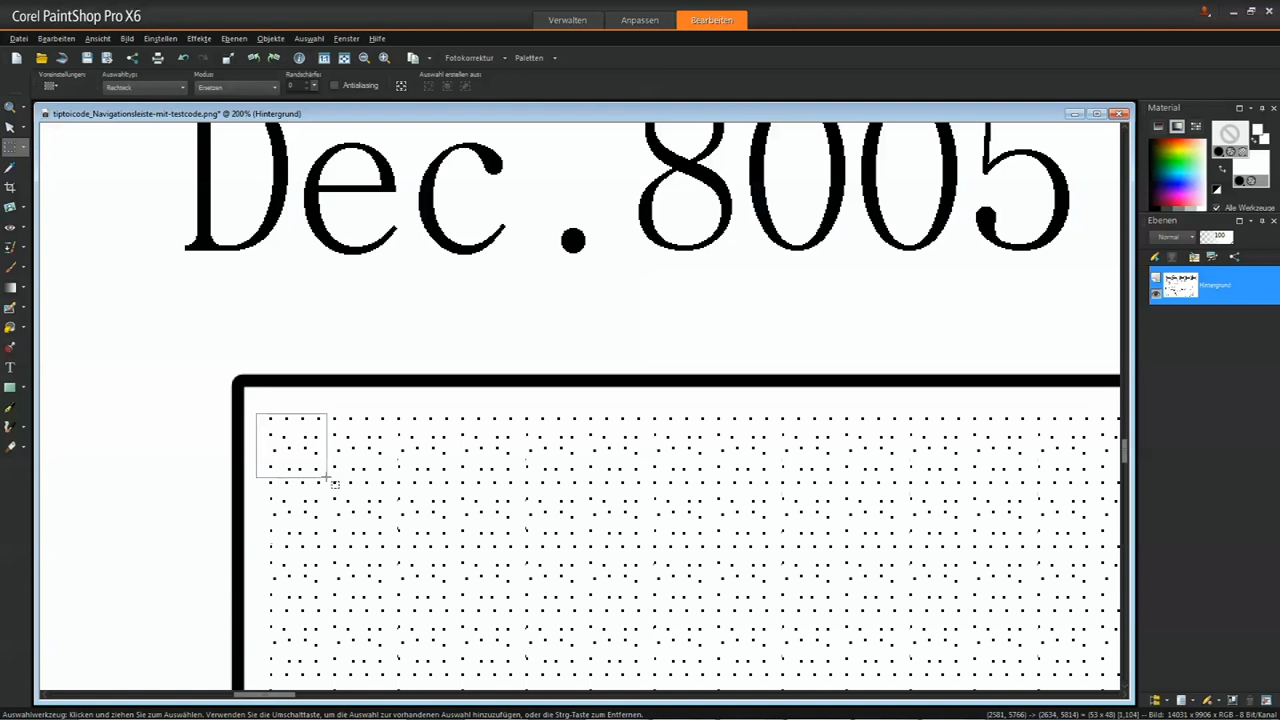 Corel PaintShop Pro X6
Verwalten
Anpassen
Bearbeiten
Datei Bearbeiten Ansicht Bild Einstellen Effekte Ebenen Objekte Auswahl Fenster Hilfe
Fotokorrektur Paletten
Voreinstellungen: Auswahltyp: Modus: Randschärfe: Auswahl erstellen aus:
Rechteck Ersetzen 0 Antialiasing
tiptoicode_Navigationsleiste-mit-testcode.png* @ 200% (Hintergrund)
Material
Alle Werkzeuge
Ebenen
Normal 100
Hintergrund
Dec. 8005
Auswahlwerkzeug: Klicken und ziehen Sie zum Auswählen. Verwenden Sie die Umschalttaste, um die Auswahl zur vorhandenen Auswahl hinzuzufügen, oder die Strg-Taste zum Entfernen.
(2581, 5766) -> (2634, 5814) = (53 x 48) [1,104] -- Bild: 14031 x 9906 x RGB - 8 Bit/Kanal